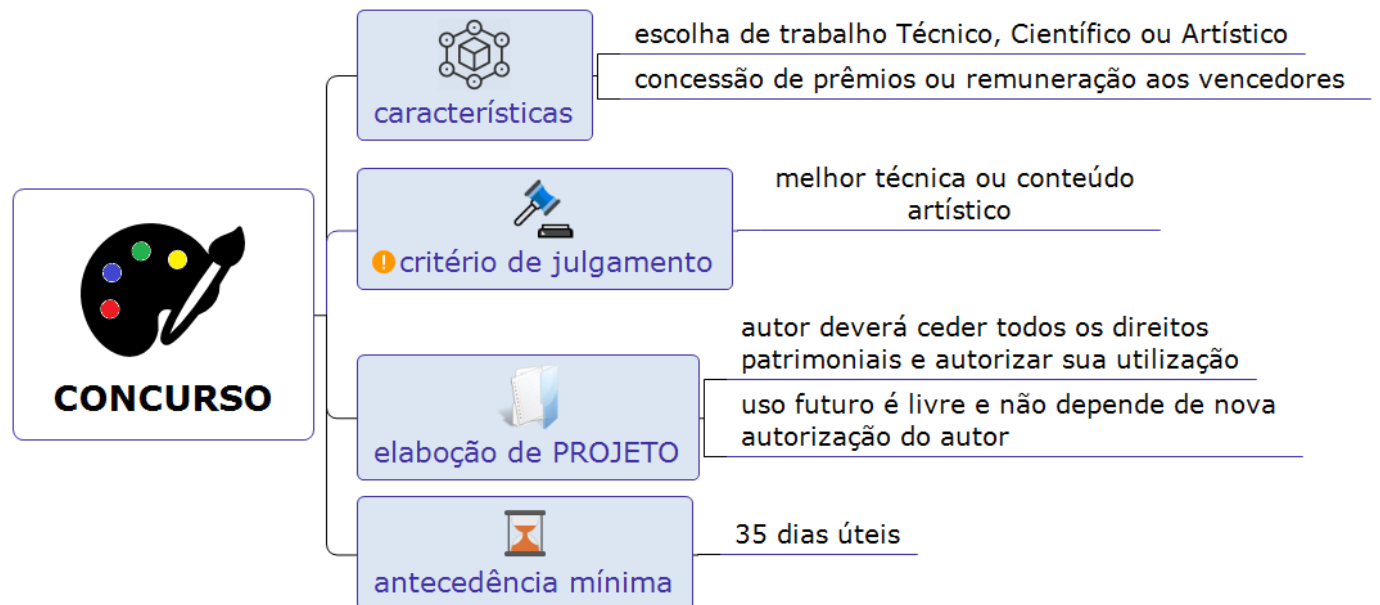 CONCURSO
características
escolha de trabalho Técnico, Científico ou Artístico
concessão de prêmios ou remuneração aos vencedores
critério de julgamento
melhor técnica ou conteúdo
artístico
elaboção de PROJETO
autor deverá ceder todos os direitos
patrimoniais e autorizar sua utilização
uso futuro é livre e não depende de nova
autorização do autor
antecedência mínima
35 dias úteis